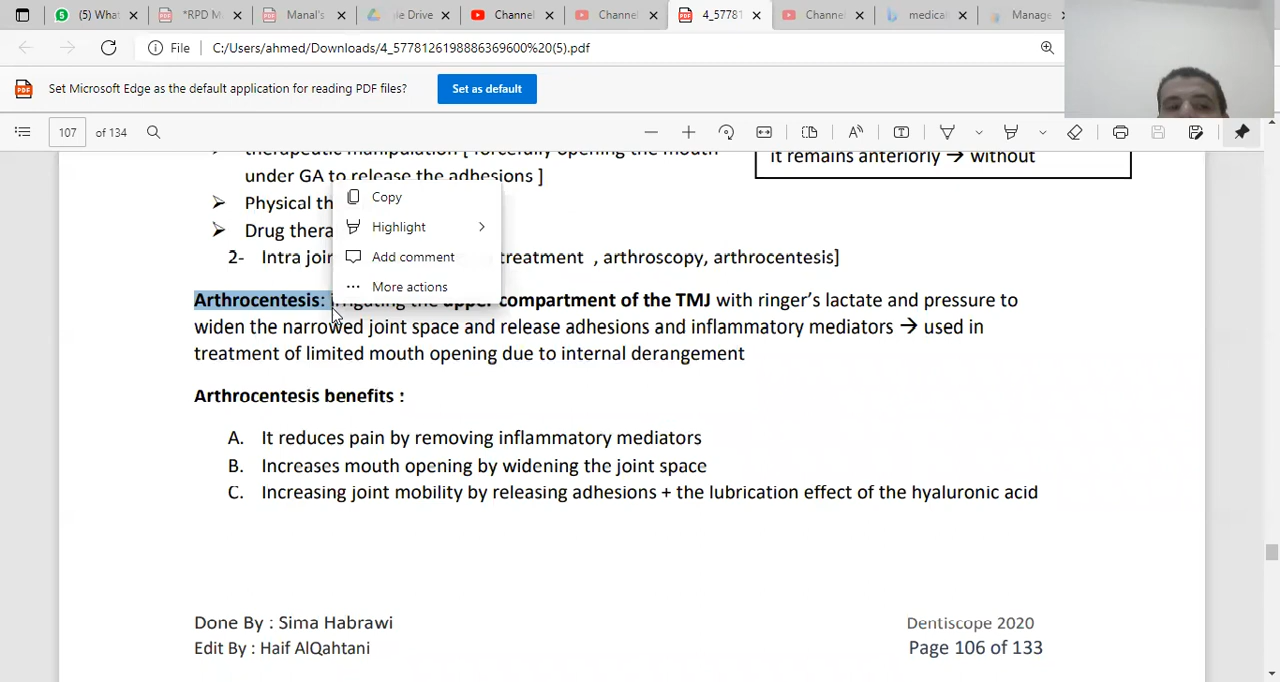 (5) What
*RPD M
Manal's
le Drive
Channel
Channel
4_57781
Channel
medical
Manage
File C:/Users/ahmed/Downloads/4_5778126198886369600%20(5).pdf
Set Microsoft Edge as the default application for reading PDF files? Set as default
107 of 134
therapeutic manipulation [ forcefully opening the mouth
it remains anteriorly → without
under GA to release the adhesions ]
Physical th
Drug thera
2- Intra join treatment , arthroscopy, arthrocentesis]
Copy
Highlight
Add comment
More actions
Arthrocentesis: irrigating the upper compartment of the TMJ with ringer's lactate and pressure to
widen the narrowed joint space and release adhesions and inflammatory mediators → used in
treatment of limited mouth opening due to internal derangement
Arthrocentesis benefits :
A. It reduces pain by removing inflammatory mediators
B. Increases mouth opening by widening the joint space
C. Increasing joint mobility by releasing adhesions + the lubrication effect of the hyaluronic acid
Done By : Sima Habrawi
Dentiscope 2020
Edit By : Haif AlQahtani
Page 106 of 133